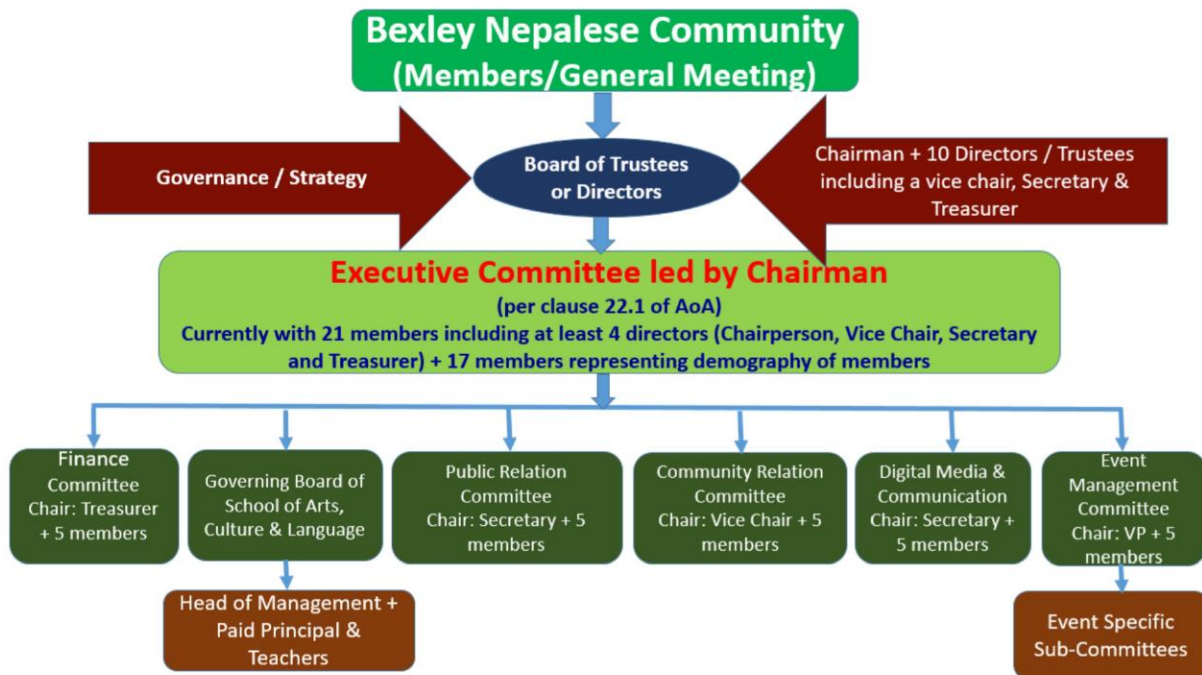 Bexley Nepalese Community
(Members/General Meeting)
Governance / Strategy
Board of Trustees
or Directors
Chairman + 10 Directors / Trustees
including a vice chair, Secretary &
Treasurer
Executive Committee led by Chairman
(per clause 22.1 of AoA)
Currently with 21 members including at least 4 directors (Chairperson, Vice Chair, Secretary
and Treasurer) + 17 members representing demography of members
Finance
Committee
Chair: Treasurer
+ 5 members
Governing Board of
School of Arts,
Culture & Language
Public Relation
Committee
Chair: Secretary + 5
members
Community Relation
Committee
Chair: Vice Chair + 5
members
Digital Media &
Communication
Chair: Secretary +
5 members
Event
Management
Committee
Chair: VP + 5
members
Head of Management +
Paid Principal &
Teachers
Event Specific
Sub-Committees